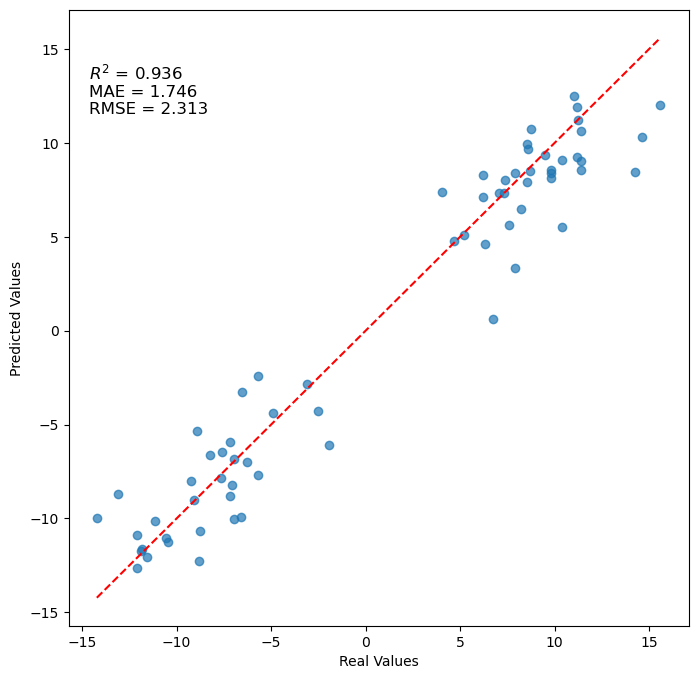 R² = 0.936
MAE = 1.746
RMSE = 2.313
Predicted Values
15
10
5
0
−5
−10
−15
−15
−10
−5
0
5
10
15
Real Values